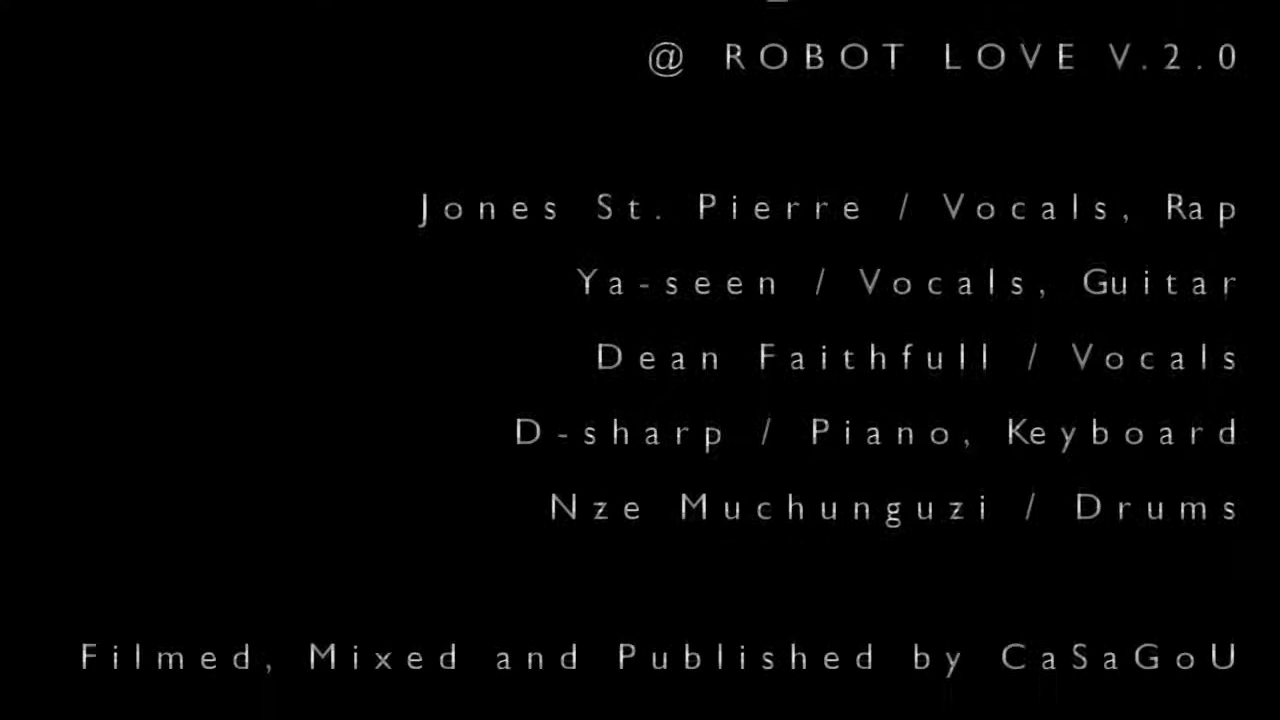 @ ROBOT LOVE V.2.0
Jones St. Pierre / Vocals, Rap
Ya-seen / Vocals, Guitar
Dean Faithfull / Vocals
D-sharp / Piano, Keyboard
Nze Muchunguzi / Drums
Filmed, Mixed and Published by CaSaGoU